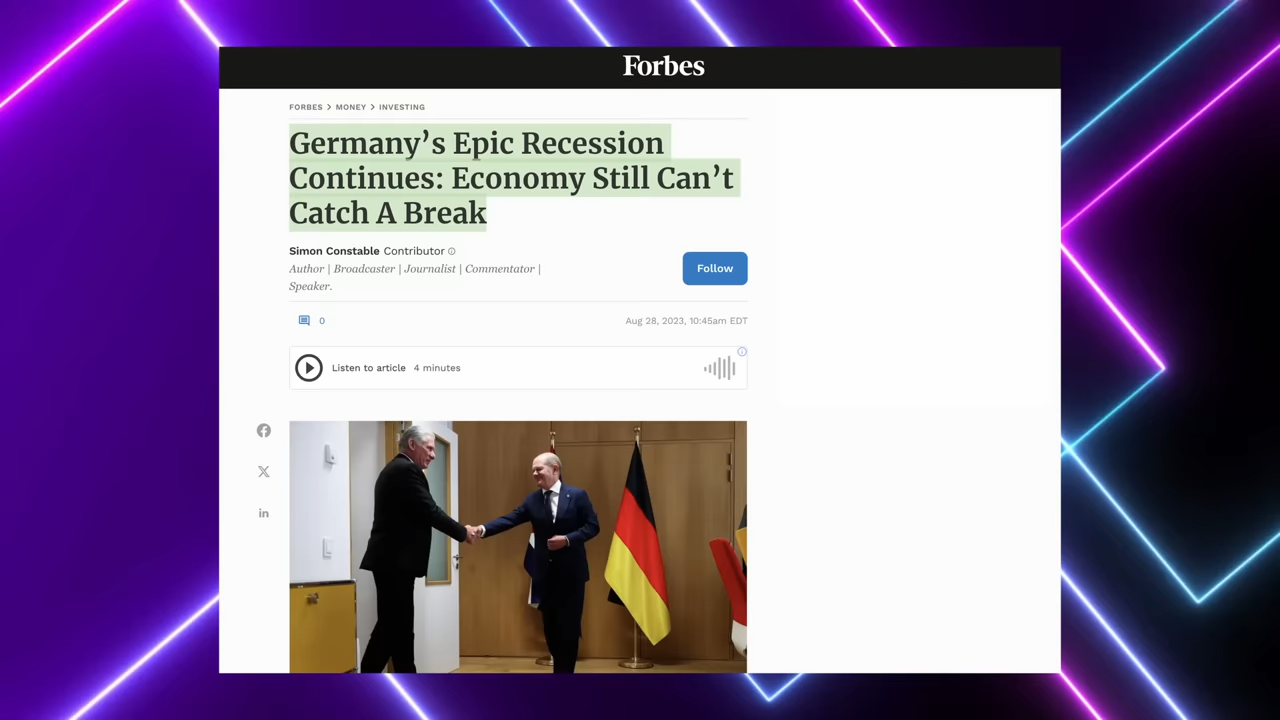 Forbes
FORBES > MONEY > INVESTING
Germany’s Epic Recession
Continues: Economy Still Can’t
Catch A Break
Simon Constable Contributor
Author | Broadcaster | Journalist | Commentator |
Speaker.
Follow
0
Aug 28, 2023, 10:45am EDT
Listen to article 4 minutes